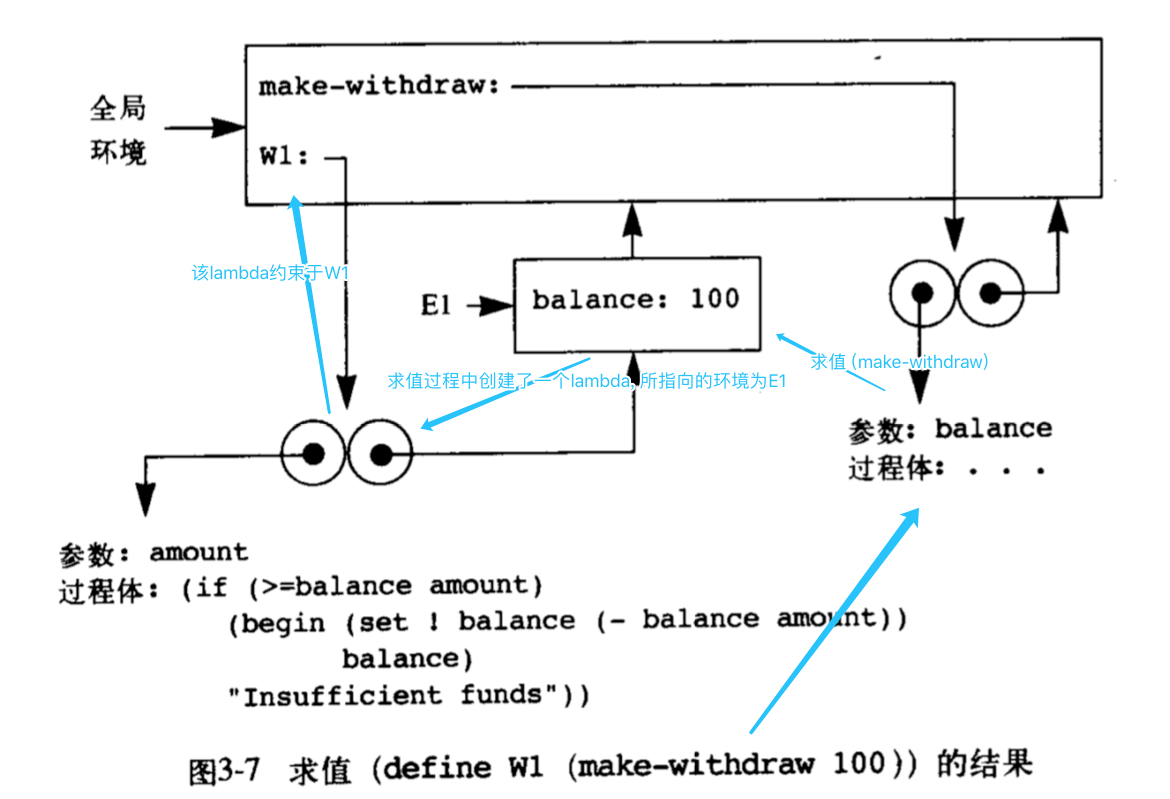 make-withdraw:
全局
环境
W1:
该lambda约束于W1
E1
balance: 100
求值 (make-withdraw)
求值过程中创建了一个lambda, 所指向的环境为E1
参数: balance
过程体: . . .
参数: amount
过程体: (if (>=balance amount)
(begin (set ! balance (- balance amount))
balance)
"Insufficient funds"))
图3-7 求值 (define W1 (make-withdraw 100)) 的结果